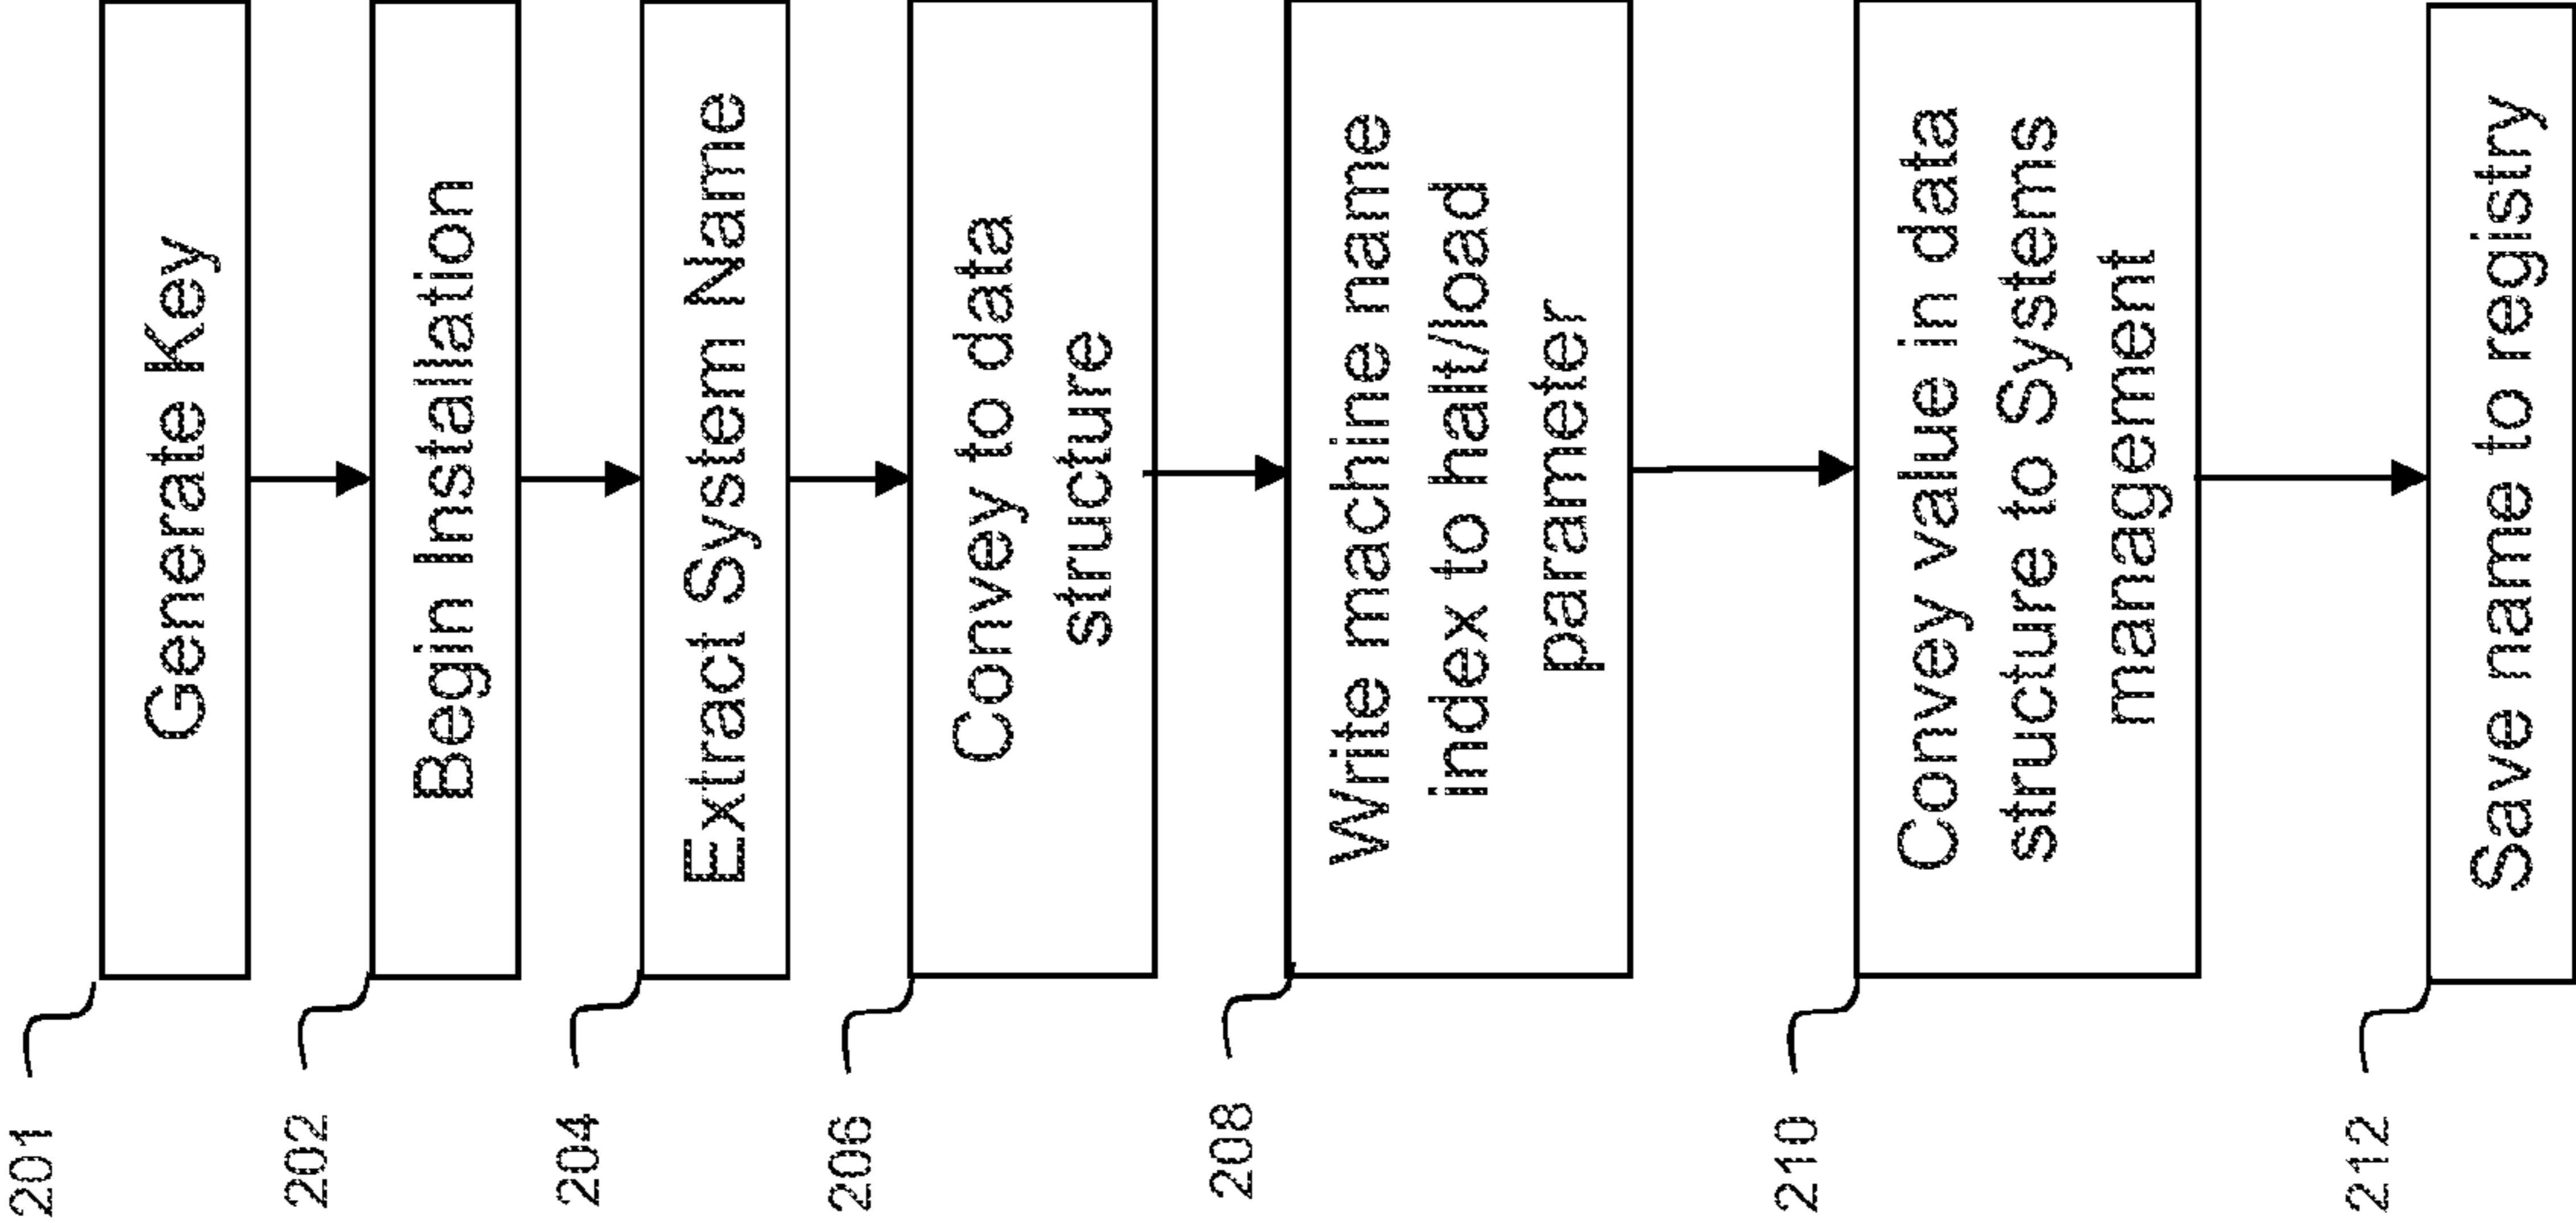 201
Generate Key
202
Begin Installation
204
Extract System Name
206
Convey to data
structure
208
Write machine name
index to halt/load
parameter
210
Convey value in data
structure to Systems
management
212
Save name to registry